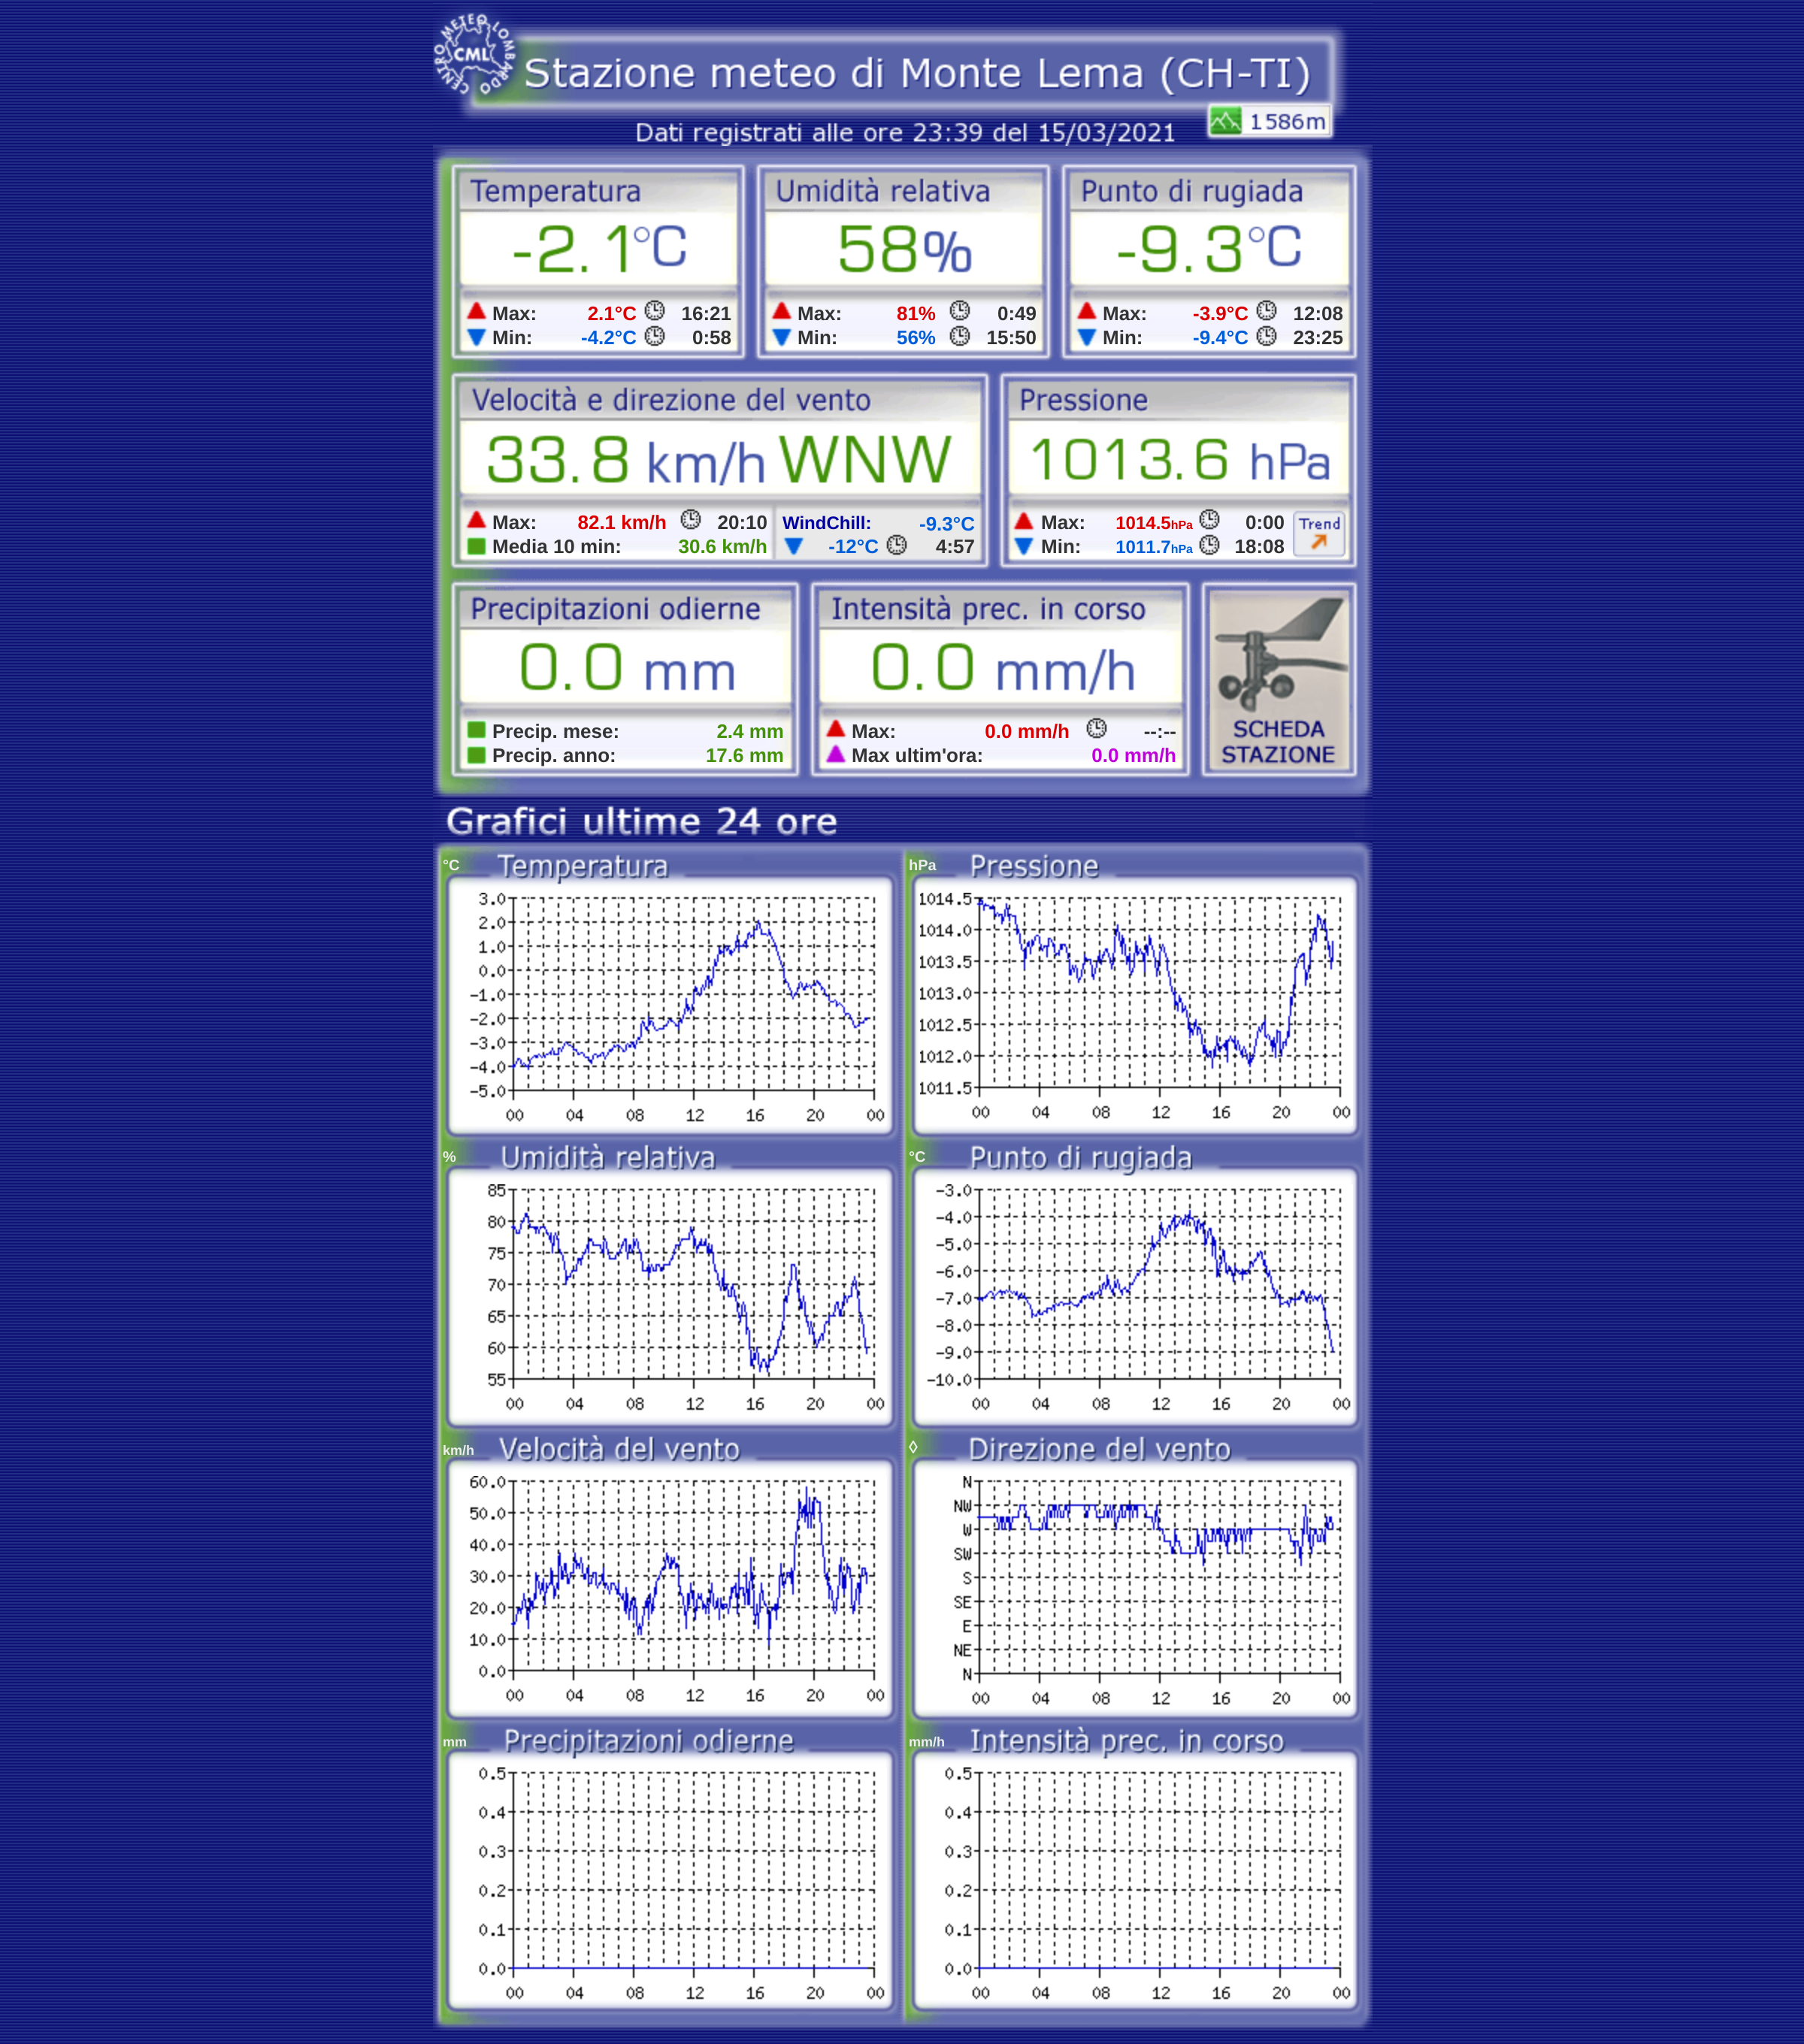 CENTRO METEO LOMBARDO
CML
Stazione meteo di Monte Lema (CH-TI)
1586m
Dati registrati alle ore 23:39 del 15/03/2021
Temperatura
-2.1°C
Max: 2.1°C 16:21
Min: -4.2°C 0:58
Umidità relativa
58%
Max: 81% 0:49
Min: 56% 15:50
Punto di rugiada
-9.3°C
Max: -3.9°C 12:08
Min: -9.4°C 23:25
Velocità e direzione del vento
33.8 km/h WNW
Max: 82.1 km/h 20:10
Media 10 min: 30.6 km/h
WindChill: -9.3°C
-12°C 4:57
Pressione
1013.6 hPa
Max: 1014.5hPa 0:00
Min: 1011.7hPa 18:08
Trend
Precipitazioni odierne
0.0 mm
Precip. mese: 2.4 mm
Precip. anno: 17.6 mm
Intensità prec. in corso
0.0 mm/h
Max: 0.0 mm/h --:--
Max ultim'ora: 0.0 mm/h
SCHEDA
STAZIONE
Grafici ultime 24 ore
°C Temperatura
3.0
2.0
1.0
0.0
-1.0
-2.0
-3.0
-4.0
-5.0
00 04 08 12 16 20 00
hPa Pressione
1014.5
1014.0
1013.5
1013.0
1012.5
1012.0
1011.5
00 04 08 12 16 20 00
% Umidità relativa
85
80
75
70
65
60
55
00 04 08 12 16 20 00
°C Punto di rugiada
-3.0
-4.0
-5.0
-6.0
-7.0
-8.0
-9.0
-10.0
00 04 08 12 16 20 00
km/h Velocità del vento
60.0
50.0
40.0
30.0
20.0
10.0
0.0
00 04 08 12 16 20 00
◊ Direzione del vento
N
NW
W
SW
S
SE
E
NE
N
00 04 08 12 16 20 00
mm Precipitazioni odierne
0.5
0.4
0.3
0.2
0.1
0.0
00 04 08 12 16 20 00
mm/h Intensità prec. in corso
0.5
0.4
0.3
0.2
0.1
0.0
00 04 08 12 16 20 00